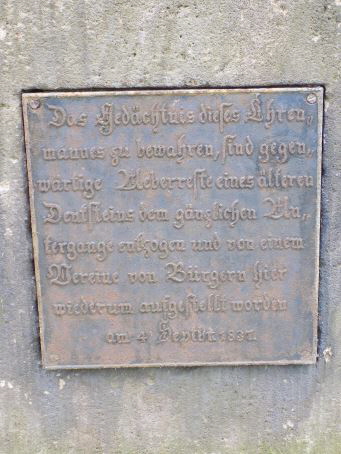 Das Gedächtnis dieses Ehren„
mannes zu bewahren, sind gegen„
wärtige Ueberreste eines älteren
Denksteins dem gänzlichen Un„
tergange entzogen und von einem
Vereine von Bürgern hier
wiederum aufgestellt worden
am 4 Septbr. 1837.